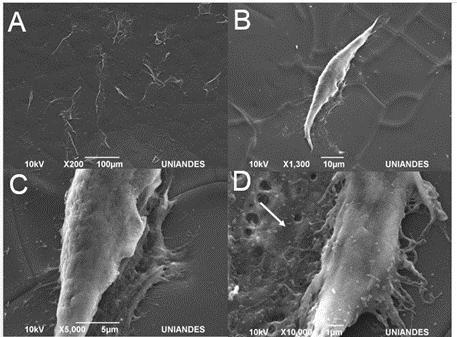 A
10kV X200 100µm UNIANDES
B
10kV X1,300 10µm UNIANDES
C
10kV X5,000 5µm UNIANDES
D
10kV X10,000 1µm UNIANDES